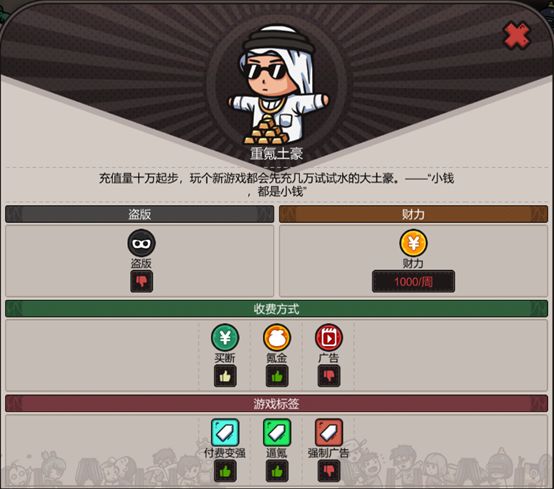 重氪土豪
充值量十万起步，玩个新游戏都会先充几万试试水的大土豪。——“小钱
，都是小钱”
盗版
财力
盗版
财力
1000/周
收费方式
买断
氪金
广告
游戏标签
付费变强
逼氪
强制广告